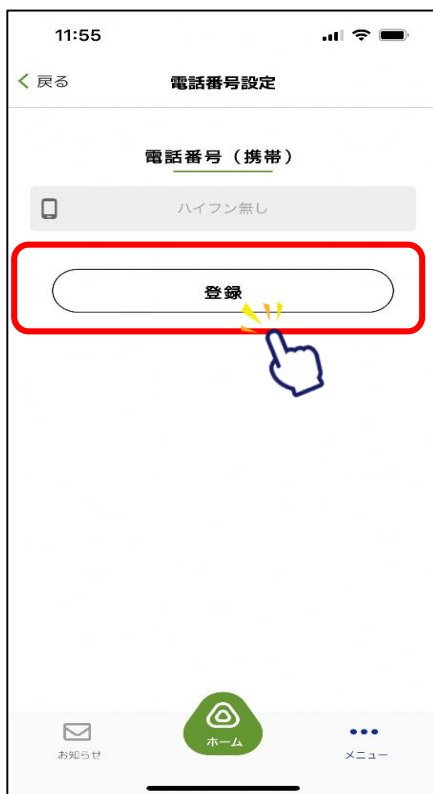 11:55
戻る
電話番号設定
電話番号（携帯）
ハイフン無し
登録
お知らせ
ホーム
メニュー